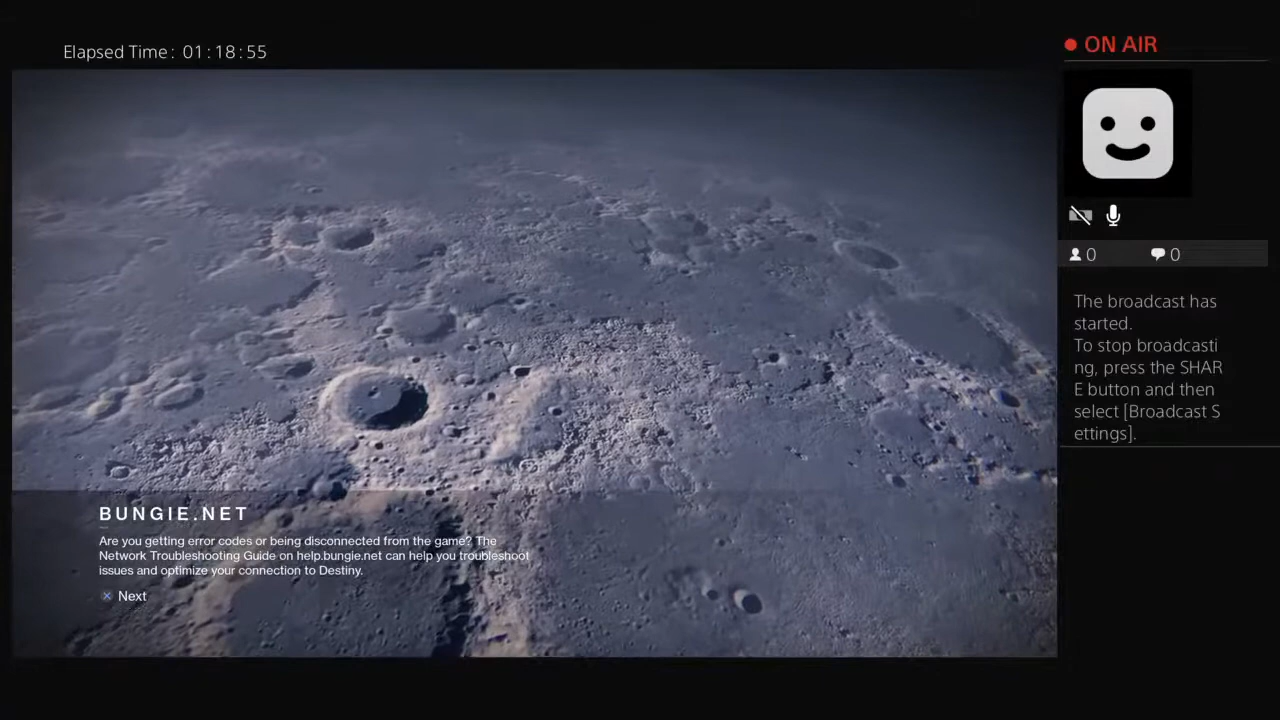 Elapsed Time: 01:18:55
ON AIR
0 0
The broadcast has
started.
To stop broadcasti
ng, press the SHAR
E button and then
select [Broadcast S
ettings].
BUNGIE.NET
Are you getting error codes or being disconnected from the game? The
Network Troubleshooting Guide on help.bungie.net can help you troubleshoot
issues and optimize your connection to Destiny.
Next